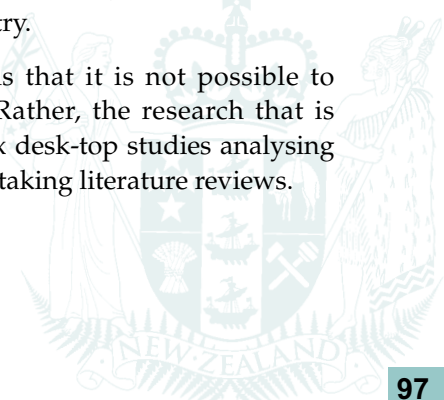 try.
s that it is not possible to
Rather, the research that is
x desk-top studies analysing
taking literature reviews.
NEW ZEALAND
97